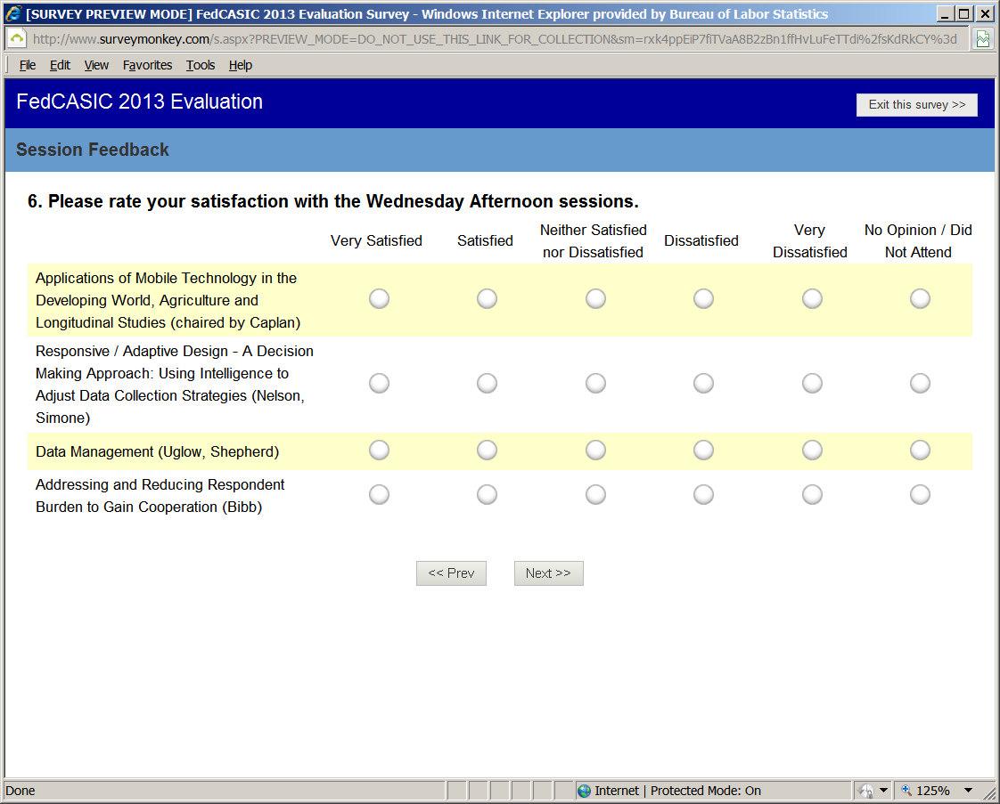 [SURVEY PREVIEW MODE] FedCASIC 2013 Evaluation Survey - Windows Internet Explorer provided by Bureau of Labor Statistics
http://www.surveymonkey.com/s.aspx?PREVIEW_MODE=DO_NOT_USE_THIS_LINK_FOR_COLLECTION&sm=rxk4ppEiP7fiTVaA8B2zBn1ffHvLuFeTTdi%2fsKdRkCY%3d
File Edit View Favorites Tools Help
FedCASIC 2013 Evaluation
Exit this survey >>
Session Feedback
6. Please rate your satisfaction with the Wednesday Afternoon sessions.
Very Satisfied
Satisfied
Neither Satisfied
nor Dissatisfied
Dissatisfied
Very
Dissatisfied
No Opinion / Did
Not Attend
Applications of Mobile Technology in the
Developing World, Agriculture and
Longitudinal Studies (chaired by Caplan)
Responsive / Adaptive Design - A Decision
Making Approach: Using Intelligence to
Adjust Data Collection Strategies (Nelson,
Simone)
Data Management (Uglow, Shepherd)
Addressing and Reducing Respondent
Burden to Gain Cooperation (Bibb)
<< Prev
Next >>
Done
Internet | Protected Mode: On
125%